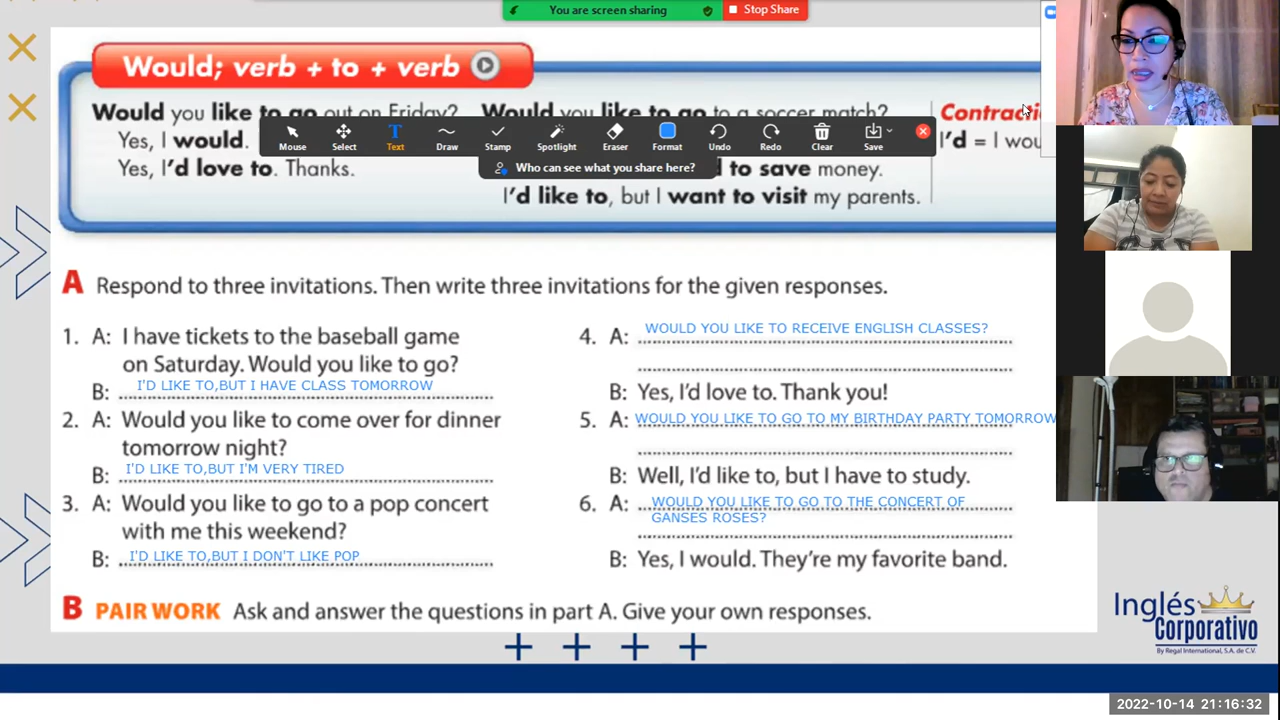 You are screen sharing
Stop Share
Would; verb + to + verb
Would you like to go out on Friday?
Would you like to go to a soccer match?
Yes, I would.
Yes, I'd love to. Thanks.
to save money.
I'd like to, but I want to visit my parents.
I'd = I
Mouse Select Text Draw Stamp Spotlight Eraser Format Undo Redo Clear Save
Who can see what you share here?
A Respond to three invitations. Then write three invitations for the given responses.
1. A: I have tickets to the baseball game
on Saturday. Would you like to go?
B: I'D LIKE TO,BUT I HAVE CLASS TOMORROW
2. A: Would you like to come over for dinner
tomorrow night?
B: I'D LIKE TO,BUT I'M VERY TIRED
3. A: Would you like to go to a pop concert
with me this weekend?
B: I'D LIKE TO,BUT I DON'T LIKE POP
4. A: WOULD YOU LIKE TO RECEIVE ENGLISH CLASSES?
B: Yes, I'd love to. Thank you!
5. A: WOULD YOU LIKE TO GO TO MY BIRTHDAY PARTY TOMORROW
B: Well, I'd like to, but I have to study.
6. A: WOULD YOU LIKE TO GO TO THE CONCERT OF
GANSES ROSES?
B: Yes, I would. They're my favorite band.
B PAIR WORK Ask and answer the questions in part A. Give your own responses.
Inglés
Corporativo
By Regal International, S.A. de C.V.
2022-10-14 21:16:32